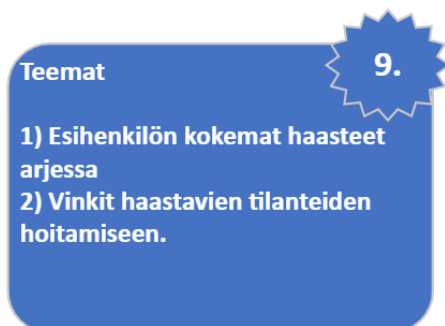 Teemat
9.
1) Esihenkilön kokemat haasteet
arjessa
2) Vinkit haastavien tilanteiden
hoitamiseen.